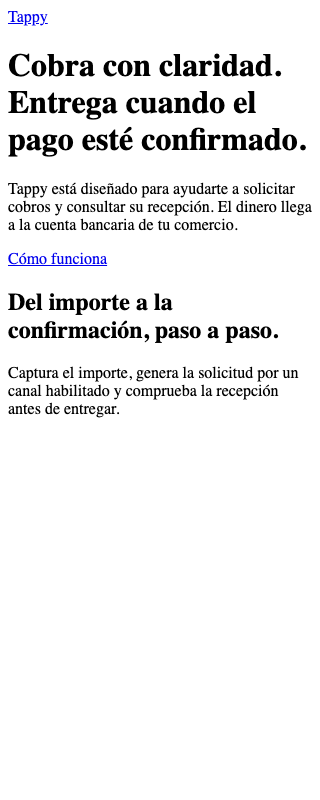 Tappy
Cobra con claridad.
Entrega cuando el
pago esté confirmado.
Tappy está diseñado para ayudarte a solicitar
cobros y consultar su recepción. El dinero llega
a la cuenta bancaria de tu comercio.
Cómo funciona
Del importe a la
confirmación, paso a paso.
Captura el importe, genera la solicitud por un
canal habilitado y comprueba la recepción
antes de entregar.